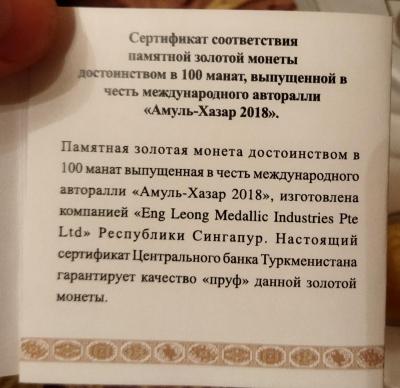 Сертификат соответствия
памятной золотой монеты
достоинством в 100 манат, выпущенной в
честь международного авторалли
«Амуль-Хазар 2018».
Памятная золотая монета достоинством в
100 манат выпущенная в честь международного
авторалли «Амуль-Хазар 2018», изготовлена
компанией «Eng Leong Medallic Industries Pte
Ltd» Республики Сингапур. Настоящий
сертификат Центрального банка Туркменистана
гарантирует качество «пруф» данной золотой
монеты.